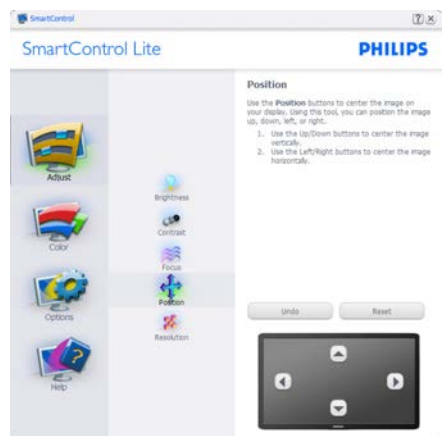 SmartControl
SmartControl Lite
PHILIPS
Adjust
Color
Options
Help
Brightness
Contrast
Focus
Position
Resolution
Position
Use the Position buttons to center the image on
your display. Using this tool, you can position the image
up, down, left, or right.
1. Use the Up/Down buttons to center the image
vertically.
2. Use the Left/Right buttons to center the image
horizontally.
Undo
Reset